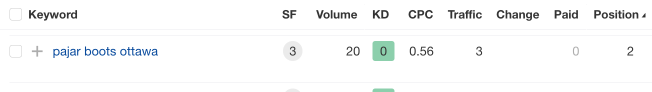 Keyword SF Volume KD CPC Traffic Change Paid Position
pajar boots ottawa 3 20 0 0.56 3 0 2